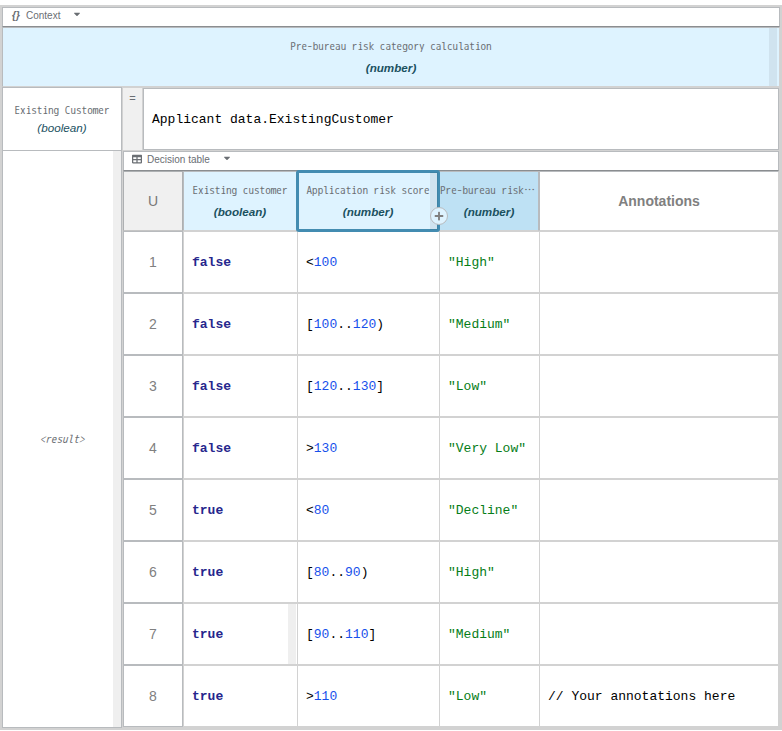 {} Context
Pre-bureau risk category calculation
(number)
Existing Customer
(boolean)
=
Applicant data.ExistingCustomer
Decision table
U
Existing customer
(boolean)
Application risk score
(number)
Pre-bureau risk…
(number)
Annotations
1 false <100 "High"
2 false [100..120) "Medium"
3 false [120..130] "Low"
4 false >130 "Very Low"
<result>
5 true <80 "Decline"
6 true [80..90) "High"
7 true [90..110] "Medium"
8 true >110 "Low" // Your annotations here